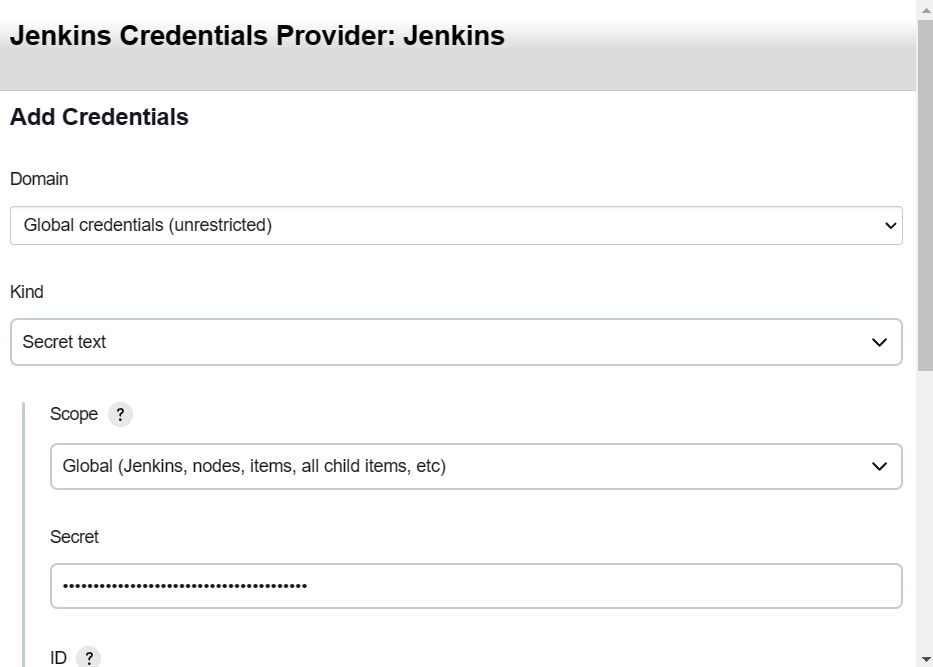 Jenkins Credentials Provider: Jenkins
Add Credentials
Domain
Global credentials (unrestricted)
Kind
Secret text
Scope ?
Global (Jenkins, nodes, items, all child items, etc)
Secret
••••••••••••••••••••••••••••••••••••••••
ID ?